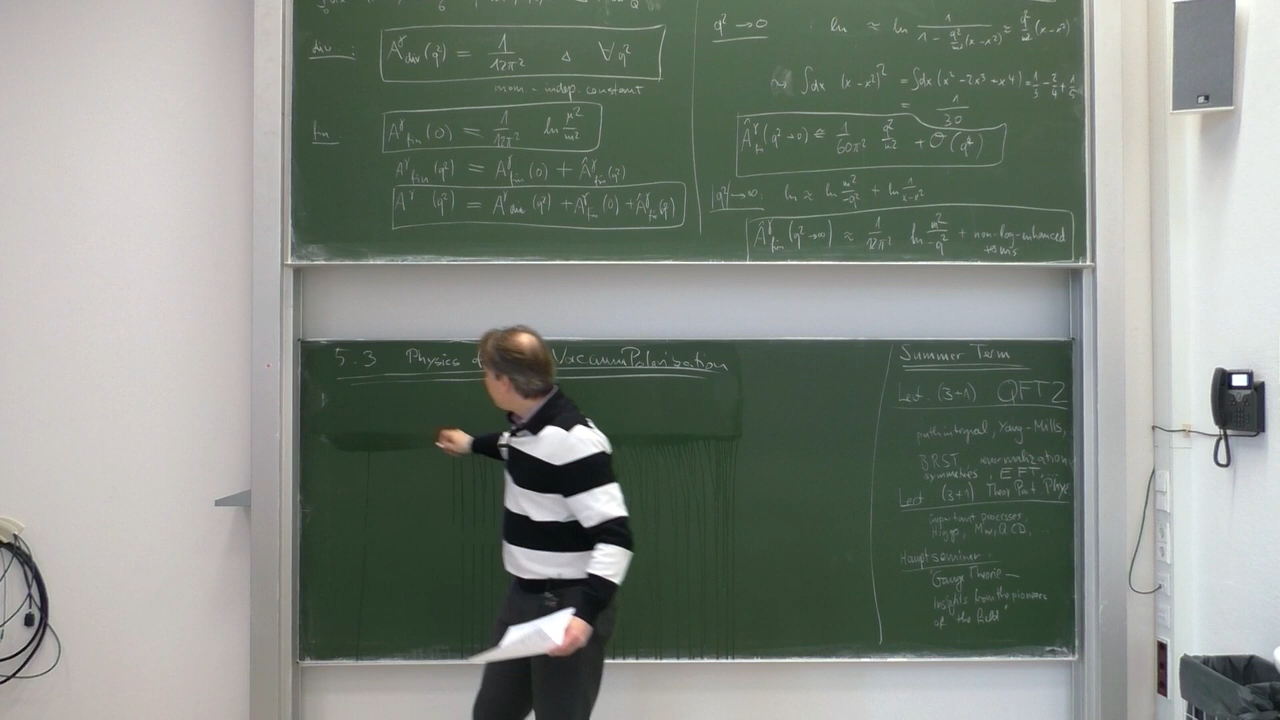 div.: A^γ_div(q²) = 1/12π² Δ ∀q²
mom.-indep. constant
fin. A^γ_fin(0) = 1/12π² ln μ²/m²
A^γ_fin(q²) = A^γ_fin(0) + Â^γ_fin(q²)
A^γ(q²) = A^γ_div(q²) + A^γ_fin(0) + Â^γ_fin(q²)
q² → 0 : ln ≈ ln 1/(1 - q²/m²(x-x²)) ≈ q²/m²(x-x²)
∫dx (x-x²)² = ∫dx (x² - 2x³ + x⁴) = 1/3 - 2/4 + 1/5
= 1/30
Â^γ_fin(q²→0) = 1/60π² q²/m² + O(q⁴)
|q²|→∞: ln ≈ ln m²/-q² + ln 1/x-x²
Â^γ_fin(q²→∞) ≈ 1/12π² ln m²/-q² + non-log-enhanced
terms
5.3 Physics of Vacuum Polarization
Summer Term
Lect. (3+1) QFT2
path integral, Yang-Mills,
BRST renormalization,
symmetries, EFT, ...
Lect (3+1) Theor Part. Phys.
important processes,
Higgs, QCD, ...
Hauptseminar:
"Gauge Theorie —
Insights from the pioneers
of the field"